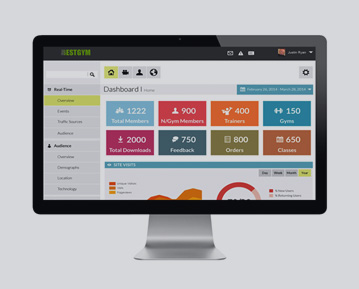 BESTGYM
Justin Ryan
Dashboard | Home
February 28, 2014 - March 28, 2014
Real-Time
Overview
Events
Traffic Sources
Audience
Audience
Overview
Demographic
Location
Technology
1222
Total Members
900
N/Gym Members
400
Trainers
150
Gyms
2000
Total Downloads
750
Feedback
800
Orders
650
Classes
SITE VISITS
Day
Week
Month
Year